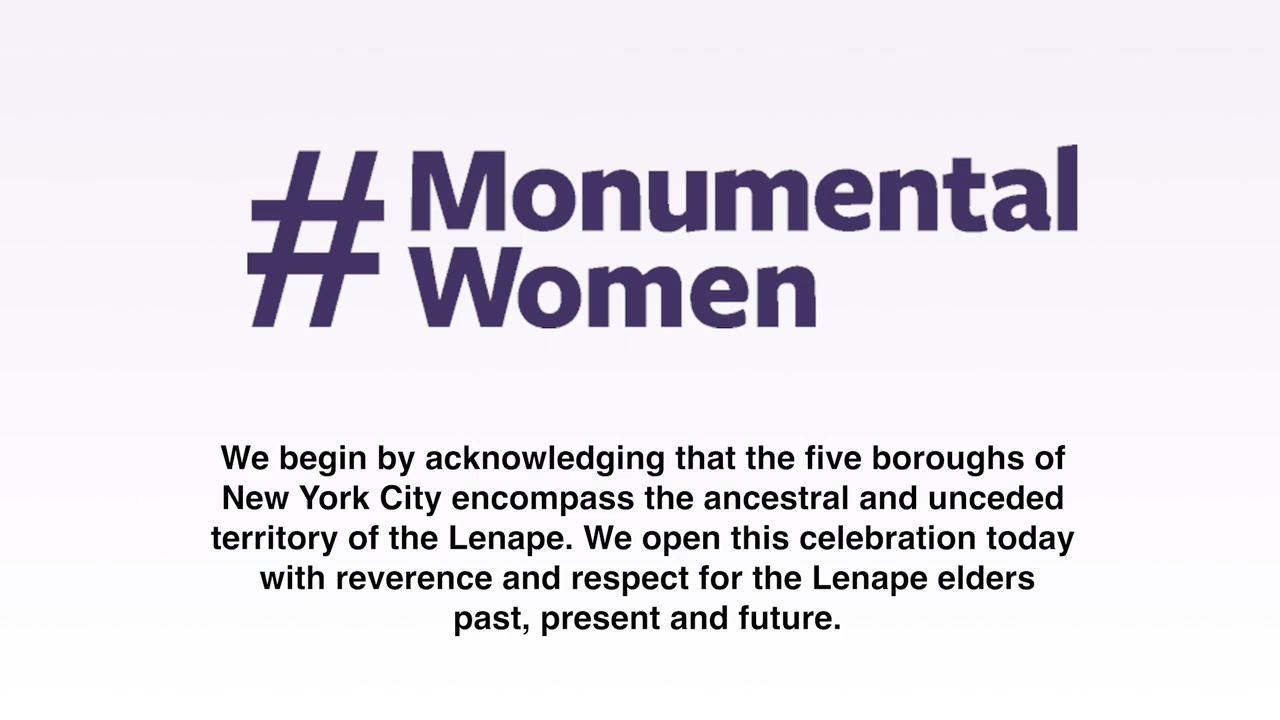 #Monumental
Women
We begin by acknowledging that the five boroughs of
New York City encompass the ancestral and unceded
territory of the Lenape. We open this celebration today
with reverence and respect for the Lenape elders
past, present and future.